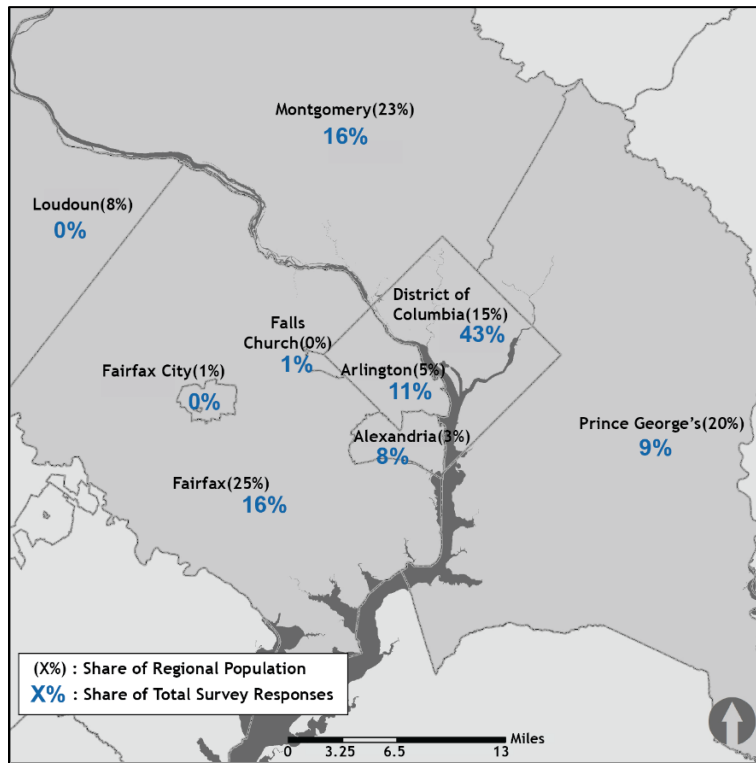 Montgomery(23%)
16%
Loudoun(8%)
0%
District of
Columbia(15%)
43%
Falls
Church(0%)
1%
Fairfax City(1%)
0%
Arlington(5%)
11%
Alexandria(3%)
8%
Prince George's(20%)
9%
Fairfax(25%)
16%
(X%) : Share of Regional Population
X% : Share of Total Survey Responses
Miles
0 3.25 6.5 13